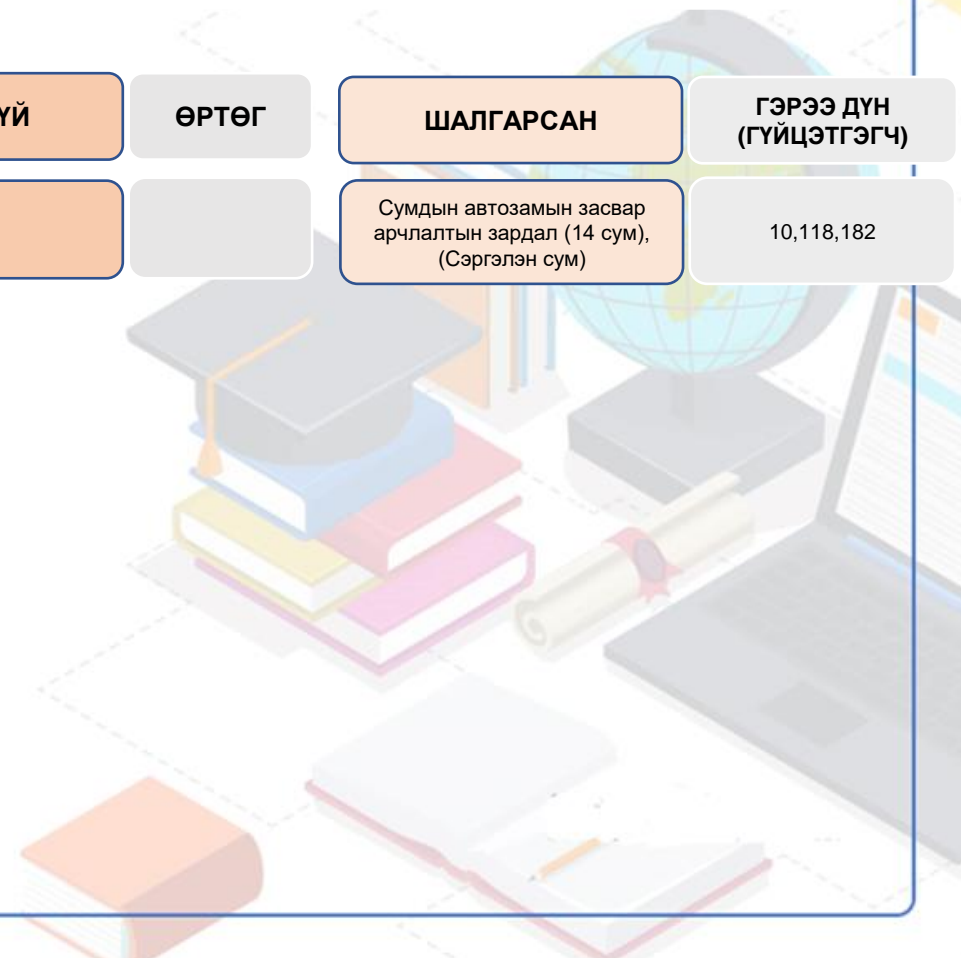 ҮЙ
ӨРТӨГ
ШАЛГАРСАН
ГЭРЭЭ ДҮН
(ГҮЙЦЭТГЭГЧ)
Сумдын автозамын засвар
арчлалтын зардал (14 сум),
(Сэргэлэн сум)
10,118,182